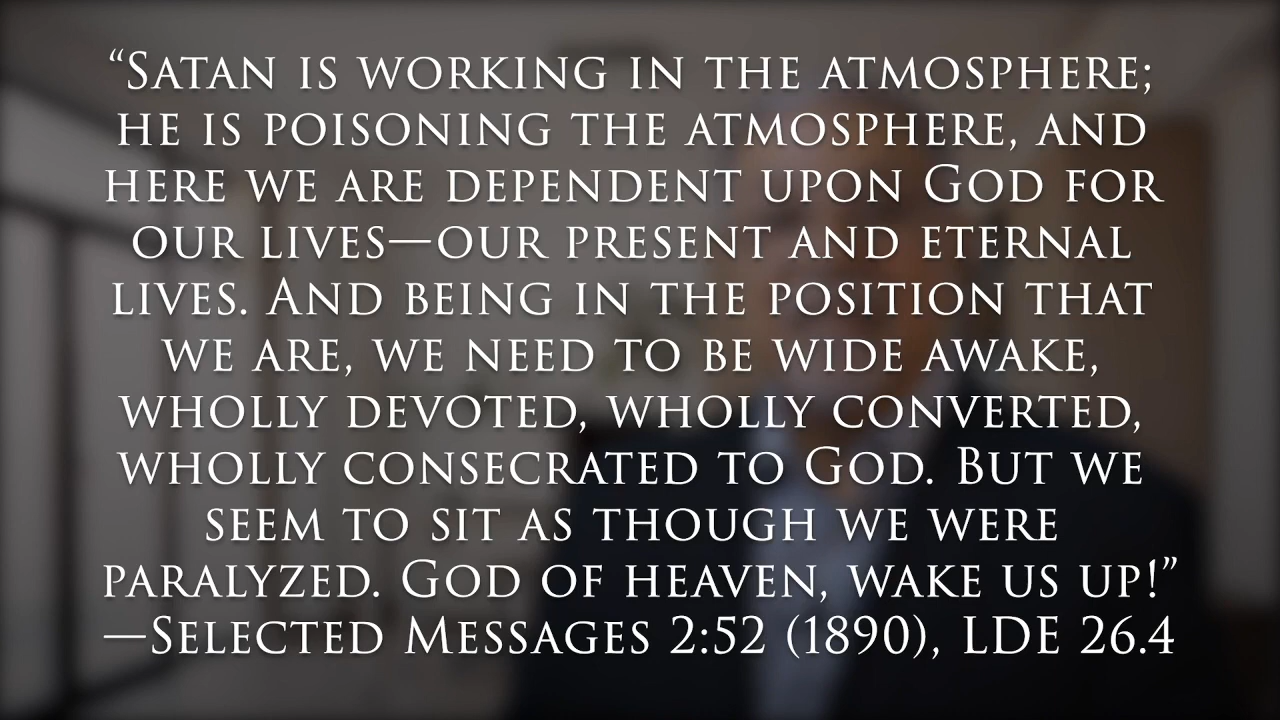 “Satan is working in the atmosphere;
he is poisoning the atmosphere, and
here we are dependent upon God for
our lives—our present and eternal
lives. And being in the position that
we are, we need to be wide awake,
wholly devoted, wholly converted,
wholly consecrated to God. But we
seem to sit as though we were
paralyzed. God of heaven, wake us up!”
—Selected Messages 2:52 (1890), LDE 26.4